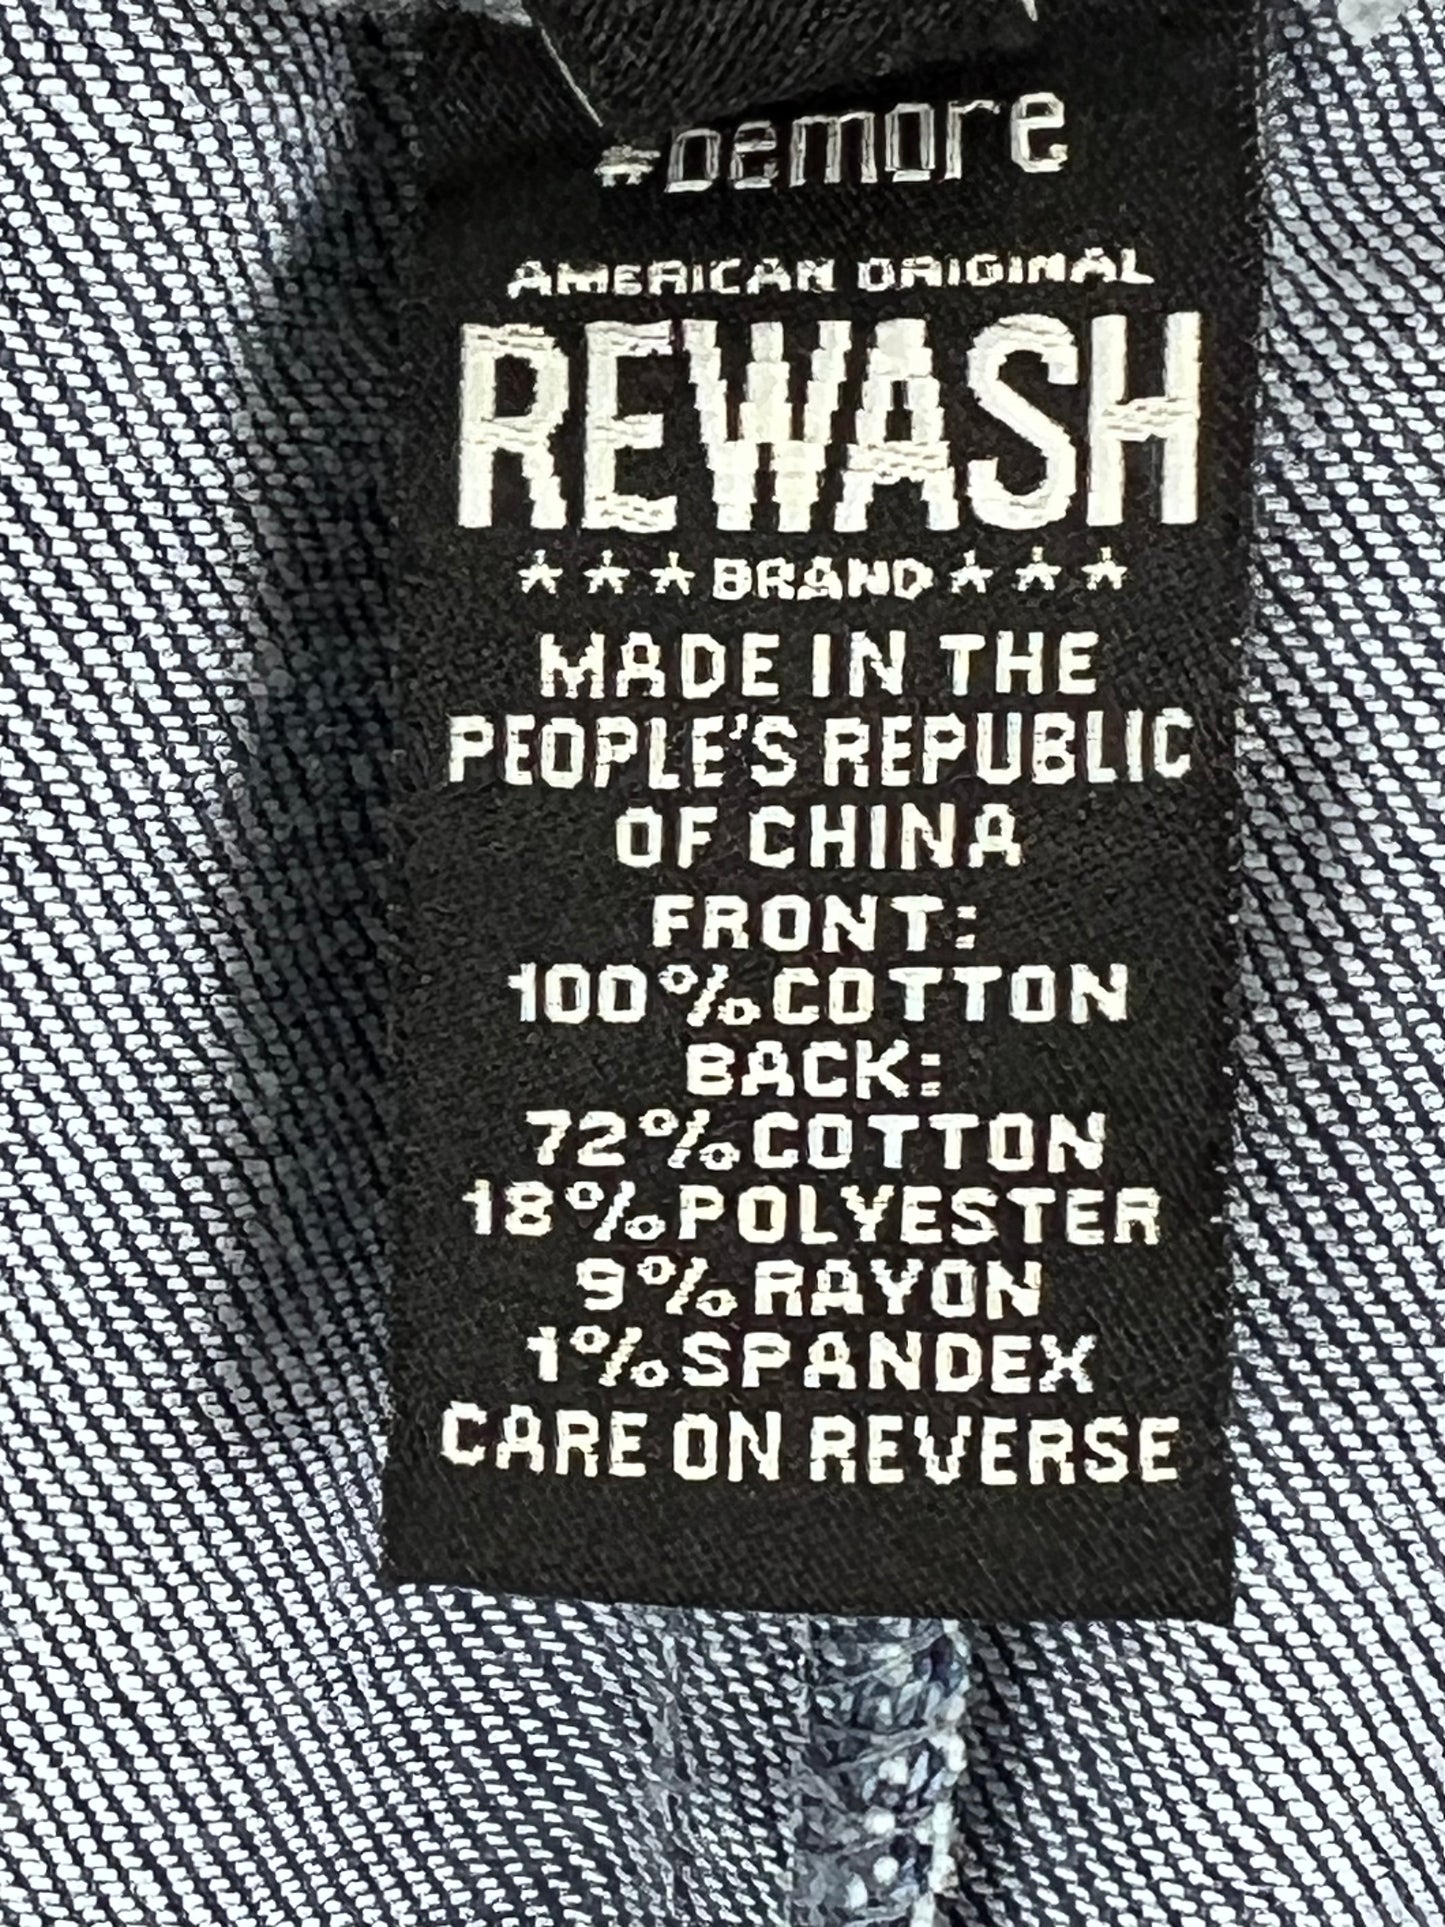 #bemore
AMERICAN ORIGINAL
REWASH
★★★BRAND★★★
MADE IN THE
PEOPLE'S REPUBLIC
OF CHINA
FRONT:
100%COTTON
BACK:
72%COTTON
18%POLYESTER
9%RAYON
1%SPANDEX
CARE ON REVERSE